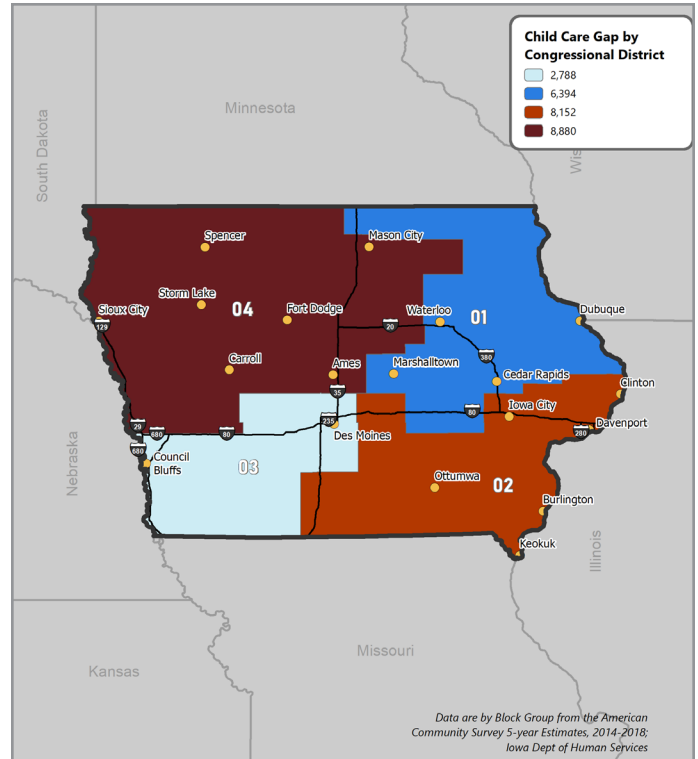 Child Care Gap by
Congressional District
2,788
6,394
8,152
8,880
Minnesota
South Dakota
Wis
Spencer
Mason City
Storm Lake
Sioux City
129
04
Fort Dodge
Waterloo
20
01
Dubuque
380
Carroll
Ames
Marshalltown
Cedar Rapids
35
Clinton
Iowa City
80
235
Des Moines
Davenport
280
29
680
80
680
Council
Bluffs
03
Nebraska
Ottumwa
02
Burlington
Keokuk
Illinois
Missouri
Kansas
Data are by Block Group from the American
Community Survey 5-year Estimates, 2014-2018;
Iowa Dept of Human Services